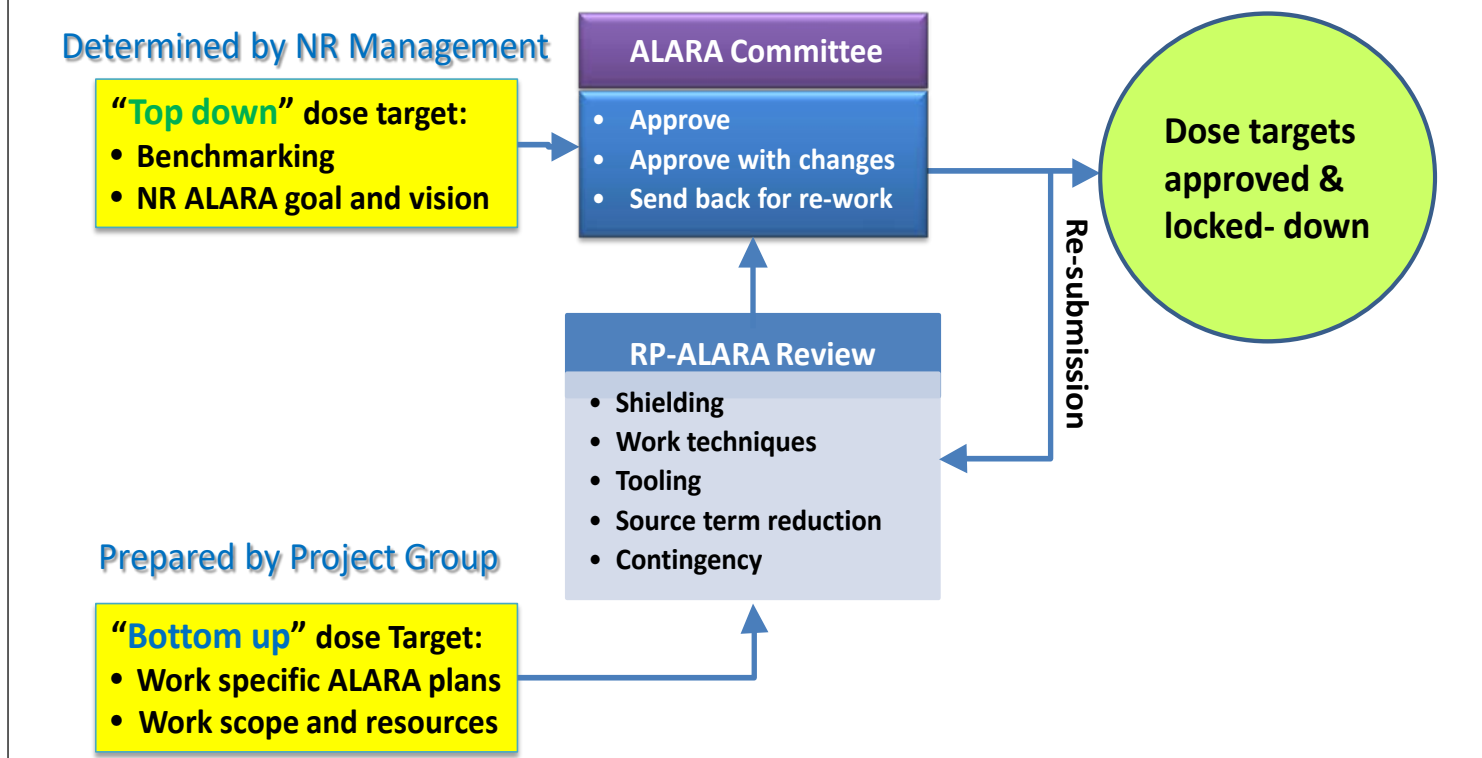 Determined by NR Management
“Top down” dose target:
• Benchmarking
• NR ALARA goal and vision
ALARA Committee
• Approve
• Approve with changes
• Send back for re-work
Dose targets
approved &
locked- down
Re-submission
RP-ALARA Review
• Shielding
• Work techniques
• Tooling
• Source term reduction
• Contingency
Prepared by Project Group
“Bottom up” dose Target:
• Work specific ALARA plans
• Work scope and resources